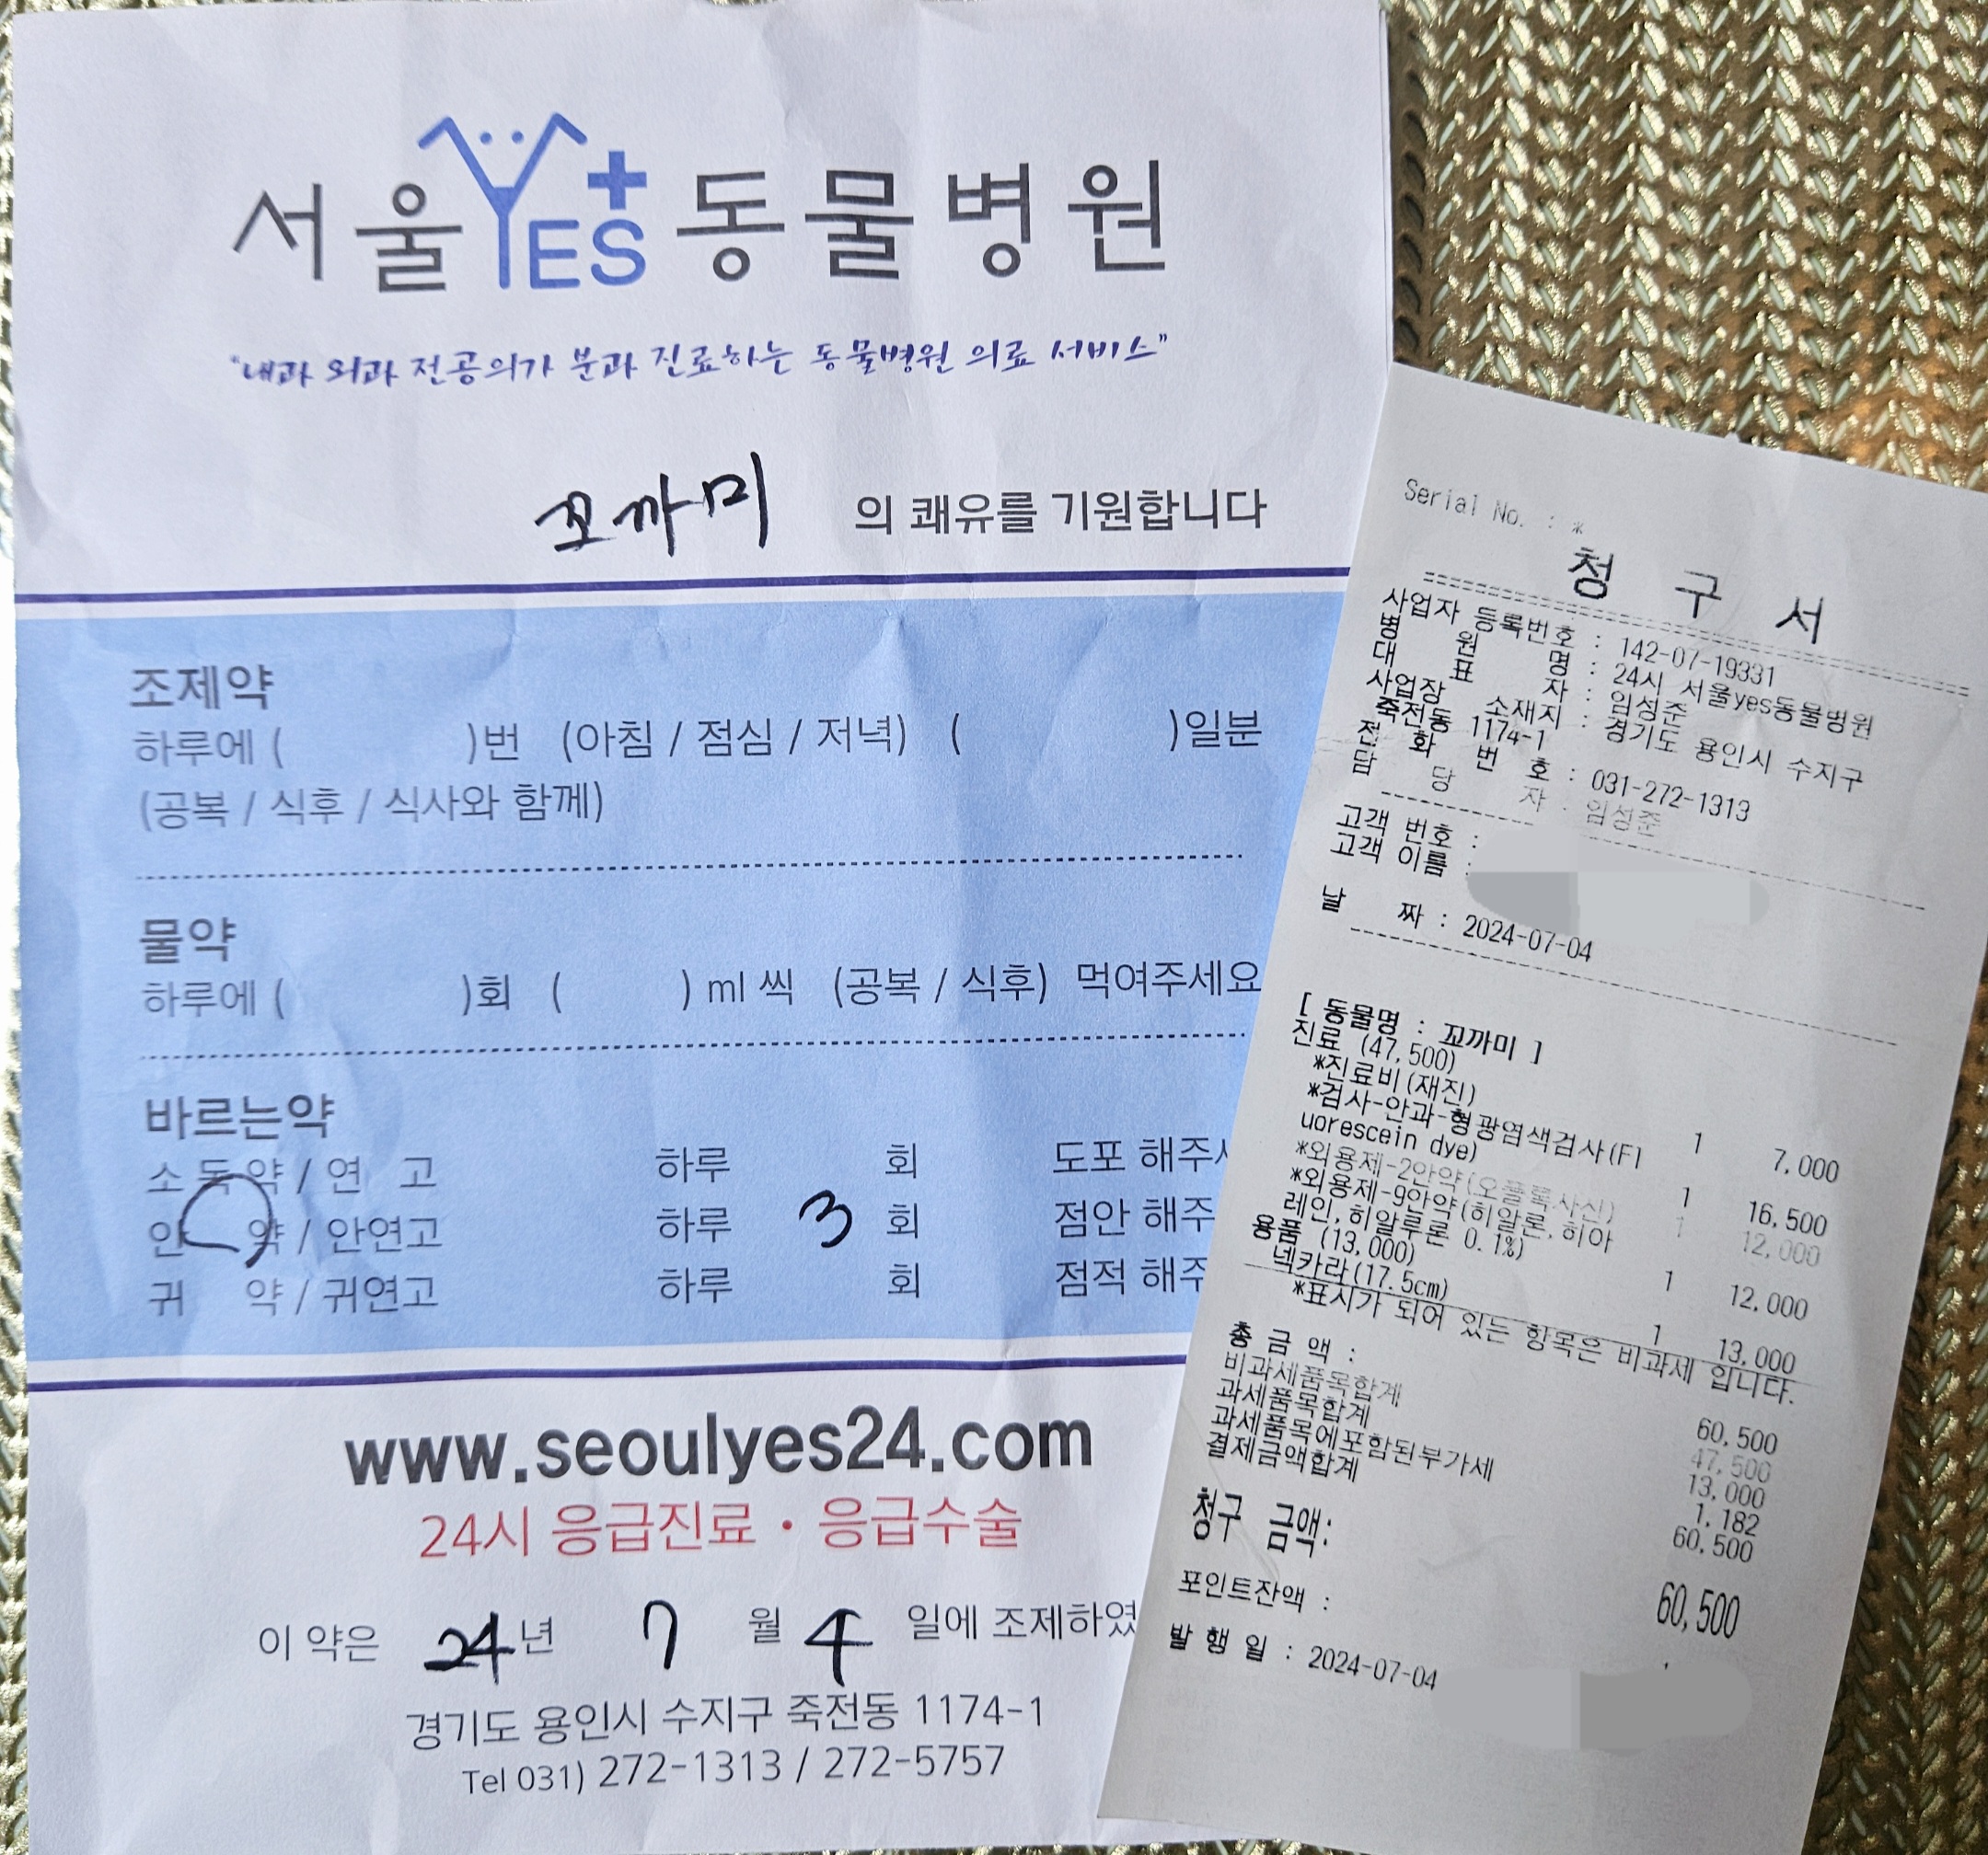 서울YES+동물병원
"내과 외과 전공의가 분과 진료하는 동물병원 의료 서비스"
꼬까미 의 쾌유를 기원합니다
조제약
하루에 ( )번 (아침 / 점심 / 저녁) ( )일분
(공복 / 식후 / 식사와 함께)
물약
하루에 ( )회 ( ) ml 씩 (공복 / 식후) 먹여주세요
바르는약
소 독 약 / 연 고 하루 회 도포 해주
안 약 / 안연고 하루 3 회 점안 해주
귀 약 / 귀연고 하루 회 점적 해주
www.seoulyes24.com
24시 응급진료 · 응급수술
이 약은 24년 7 월 4 일에 조제하였
경기도 용인시 수지구 죽전동 1174-1
Tel 031) 272-1313 / 272-5757
Serial No. : *
청 구 서
사업자 등록번호 : 142-07-19331
병 원 명 : 24시 서울yes동물병원
대 표 자 : 임성준
사업장 소재지 : 경기도 용인시 수지구
죽전동 1174-1
전 화 번 호 : 031-272-1313
담 당 자 : 임성준
고객 번호 :
고객 이름 :
날 짜 : 2024-07-04
[ 동물명 : 꼬까미 ]
진료 (47,500)
*진료비(재진) 1 7,000
*검사-안과-형광염색검사(Fl
uorescein dye) 1 16,500
*외용제-2안약(오플록사신) 1 12,000
*외용제-9안약(히알론,히아
레인,히알루론 0.1%) 1 12,000
용품 (13,000)
넥카라(17.5cm) 1 13,000
*표시가 되어 있는 항목은 비과세 입니다.
총 금 액 : 60,500
비과세품목합계 47,500
과세품목합계 13,000
과세품목에포함된부가세 1,182
결제금액합계 60,500
청구 금액: 60,500
포인트잔액 :
발 행 일 : 2024-07-04